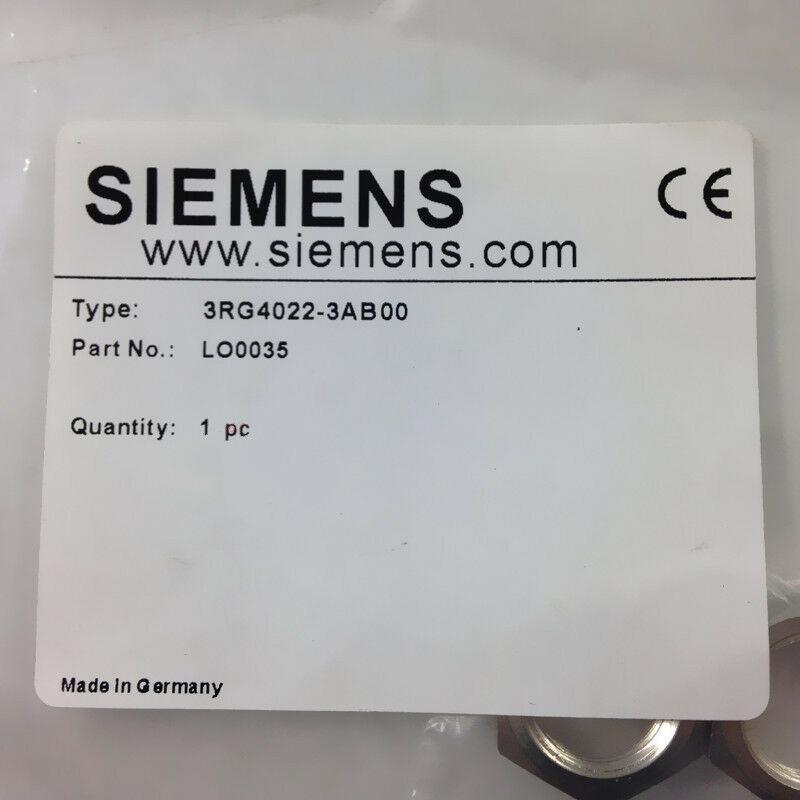 SIEMENS CE
www.siemens.com
Type: 3RG4022-3AB00
Part No.: LO0035
Quantity: 1 pc
Made in Germany